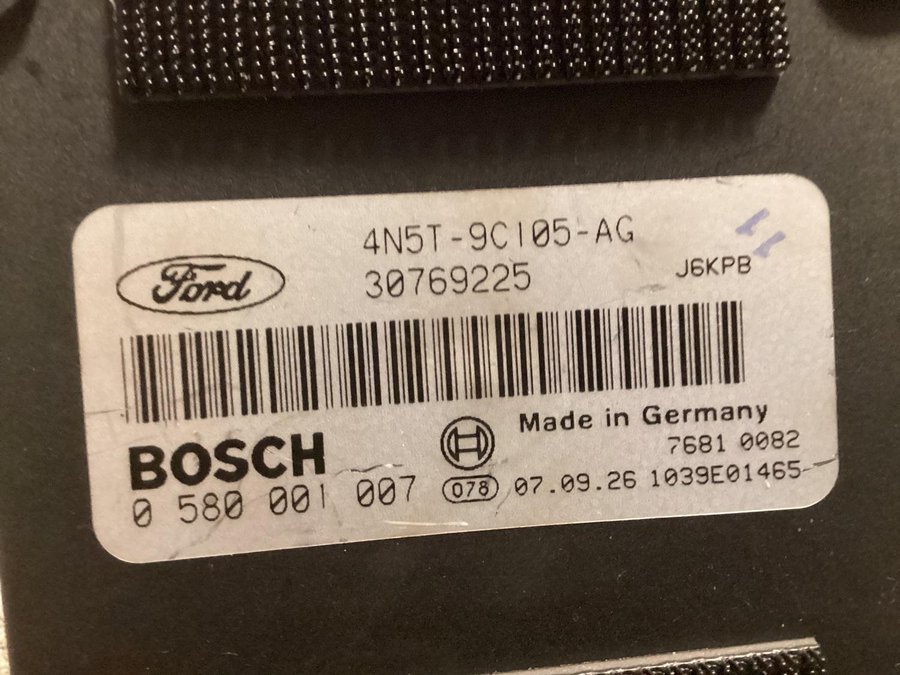 4N5T-9C105-AG
Ford
30769225
J6KPB
11
BOSCH
Made in Germany
7681 0082
0 580 001 007
078
07.09.26 1039E01465